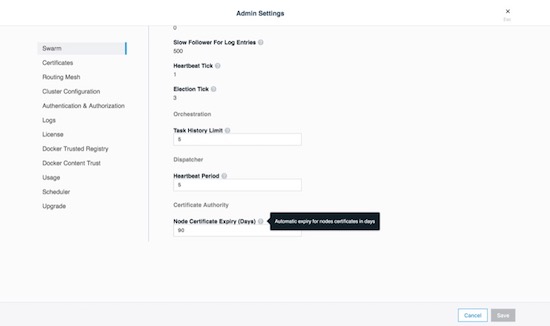 Admin Settings
×
Esc
Swarm
Certificates
Routing Mesh
Cluster Configuration
Authentication & Authorization
Logs
License
Docker Trusted Registry
Docker Content Trust
Usage
Scheduler
Upgrade
0
Slow Follower For Log Entries ?
500
Heartbeat Tick ?
1
Election Tick ?
3
Orchestration
Task History Limit ?
5
Dispatcher
Heartbeat Period ?
5
Certificate Authority
Node Certificate Expiry (Days) ?
Automatic expiry for nodes certificates in days
90
Cancel
Save